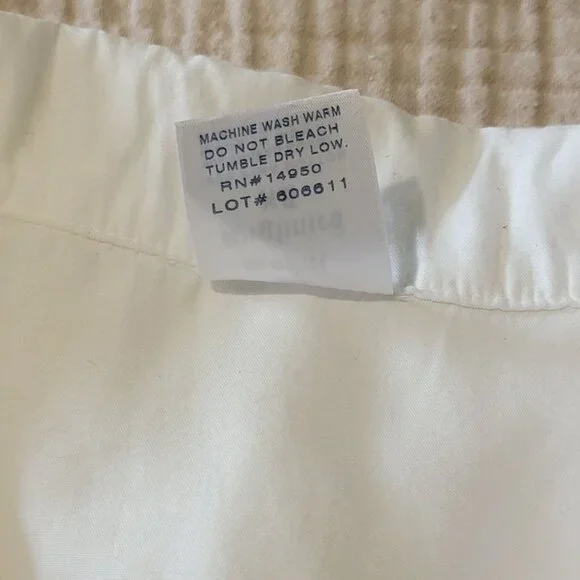 MACHINE WASH WARM
DO NOT BLEACH
TUMBLE DRY LOW.
RN# 14950
LOT# 606611